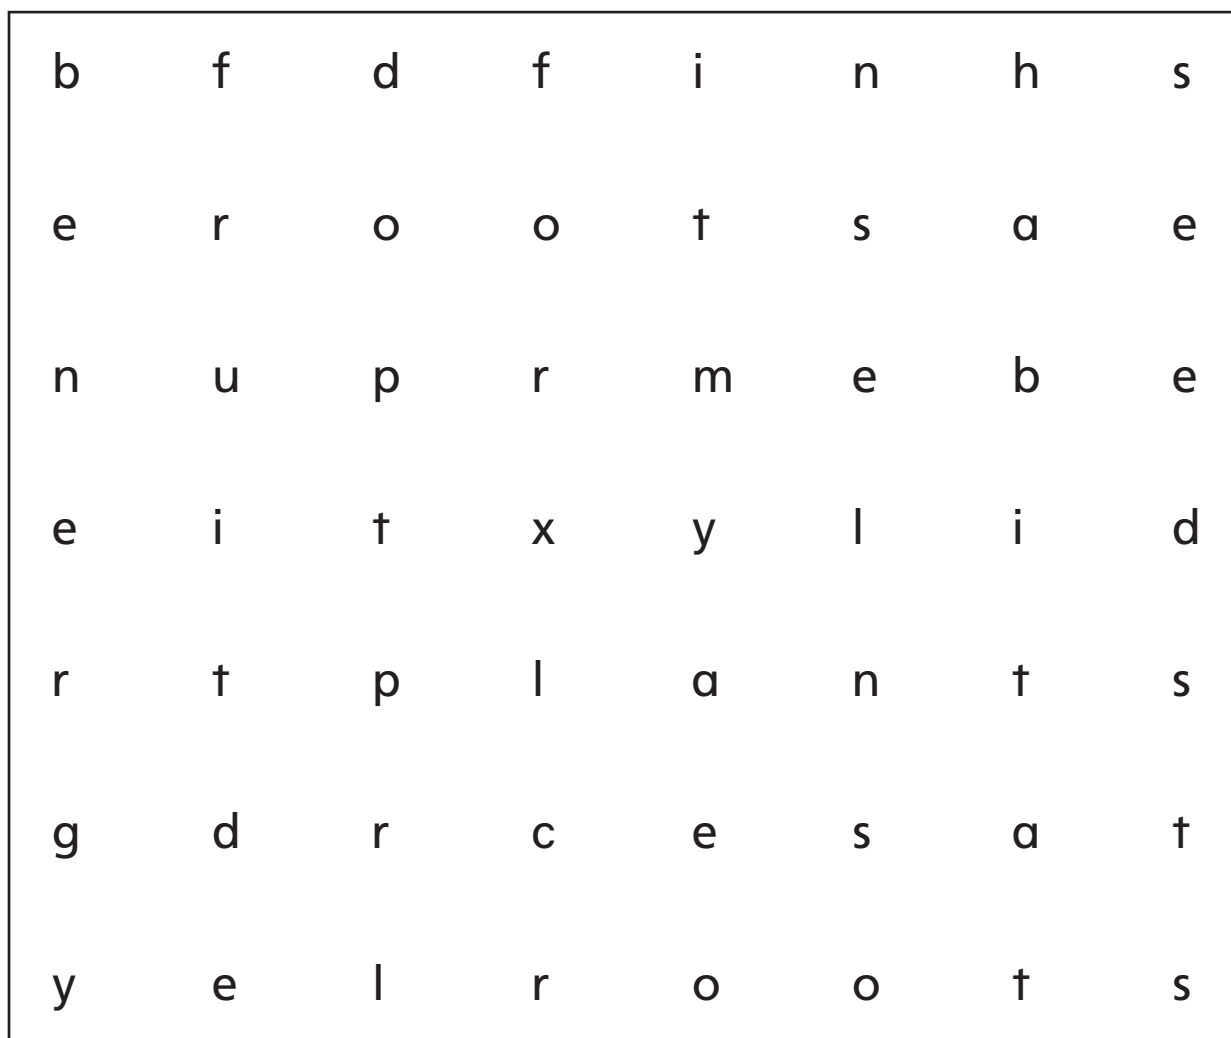 b f d f i n h s
e r o o t s a e
n u p r m e b e
e i t x y l i d
r t p l a n t s
g d r c e s a t
y e l r o o t s